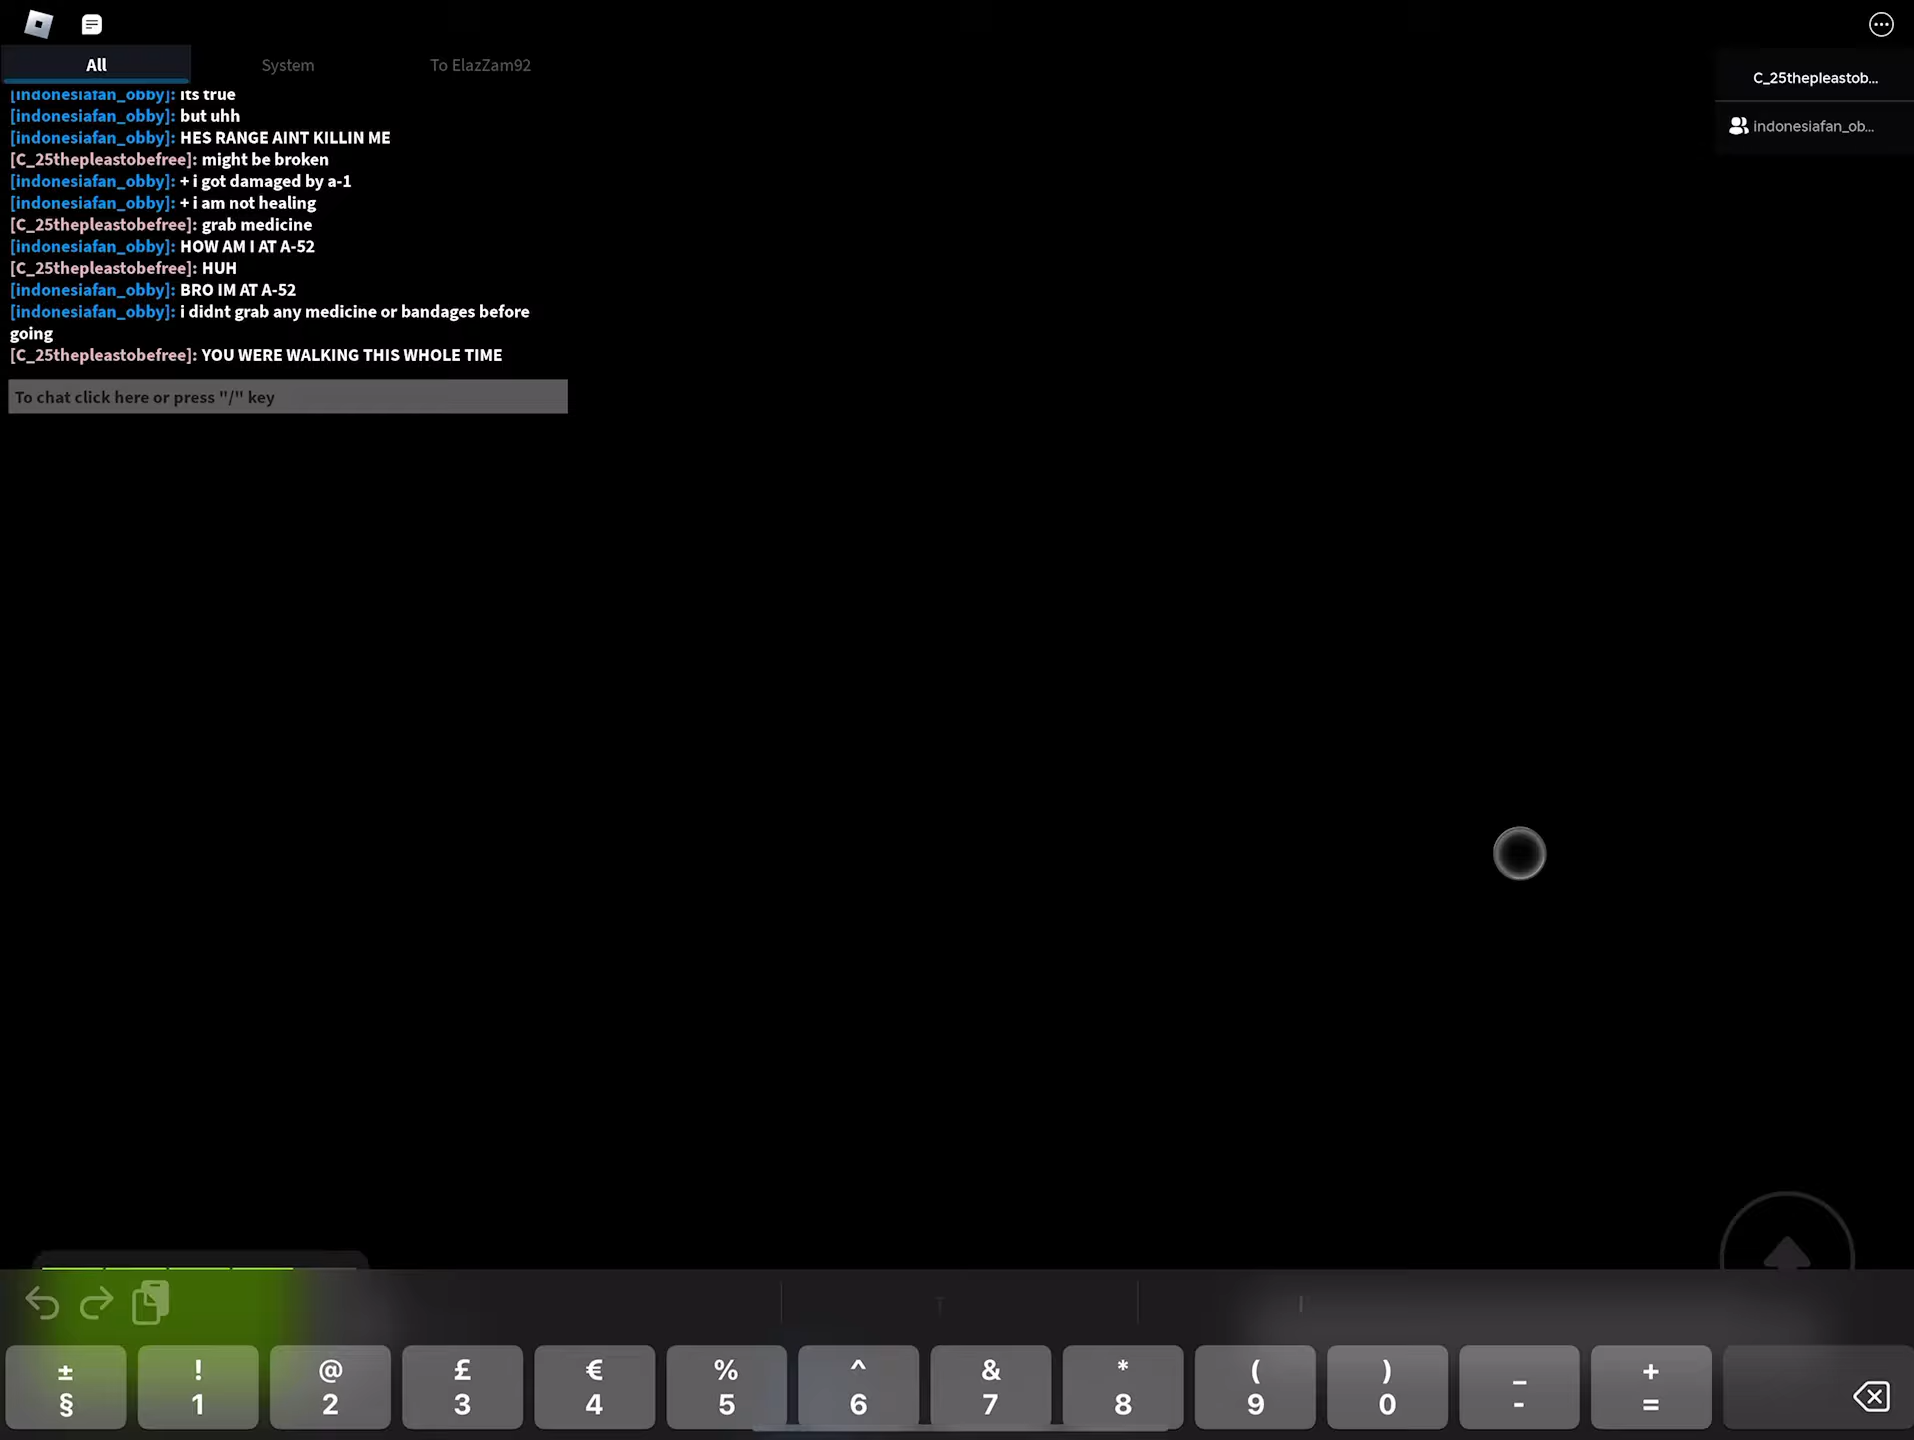 All
System
To ElazZam92
C_25thepleastob...
indonesiafan_ob...
[indonesiafan_obby]: its true
[indonesiafan_obby]: but uhh
[indonesiafan_obby]: HES RANGE AINT KILLIN ME
[C_25thepleastobefree]: might be broken
[indonesiafan_obby]: + i got damaged by a-1
[indonesiafan_obby]: + i am not healing
[C_25thepleastobefree]: grab medicine
[indonesiafan_obby]: HOW AM I AT A-52
[C_25thepleastobefree]: HUH
[indonesiafan_obby]: BRO IM AT A-52
[indonesiafan_obby]: i didnt grab any medicine or bandages before
going
[C_25thepleastobefree]: YOU WERE WALKING THIS WHOLE TIME
To chat click here or press "/" key
± ! @ £ € % ^ & * ( ) _ +
§ 1 2 3 4 5 6 7 8 9 0 - =